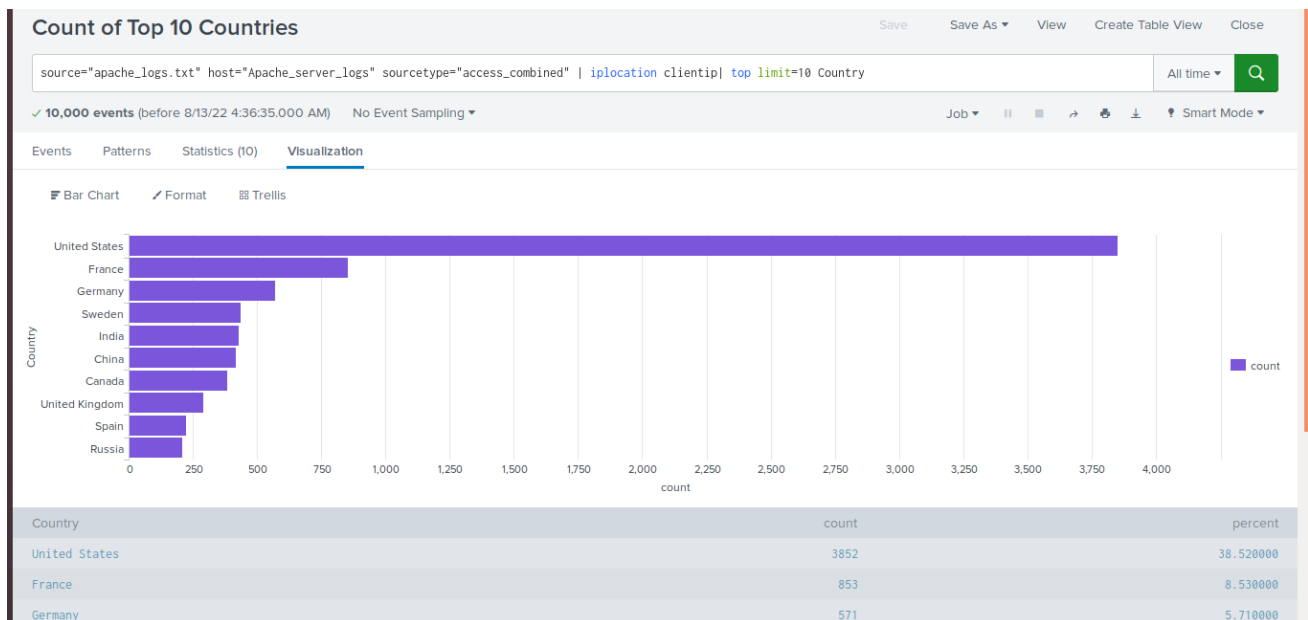 Count of Top 10 Countries
Save
Save As
View
Create Table View
Close
source="apache_logs.txt" host="Apache_server_logs" sourcetype="access_combined" | iplocation clientip| top limit=10 Country
All time
10,000 events (before 8/13/22 4:36:35.000 AM)
No Event Sampling
Job
Smart Mode
Events
Patterns
Statistics (10)
Visualization
Bar Chart
Format
Trellis
United States
France
Germany
Sweden
India
China
Canada
United Kingdom
Spain
Russia
Country
0 250 500 750 1,000 1,250 1,500 1,750 2,000 2,250 2,500 2,750 3,000 3,250 3,500 3,750 4,000
count
count
Country count percent
United States 3852 38.520000
France 853 8.530000
Germany 571 5.710000